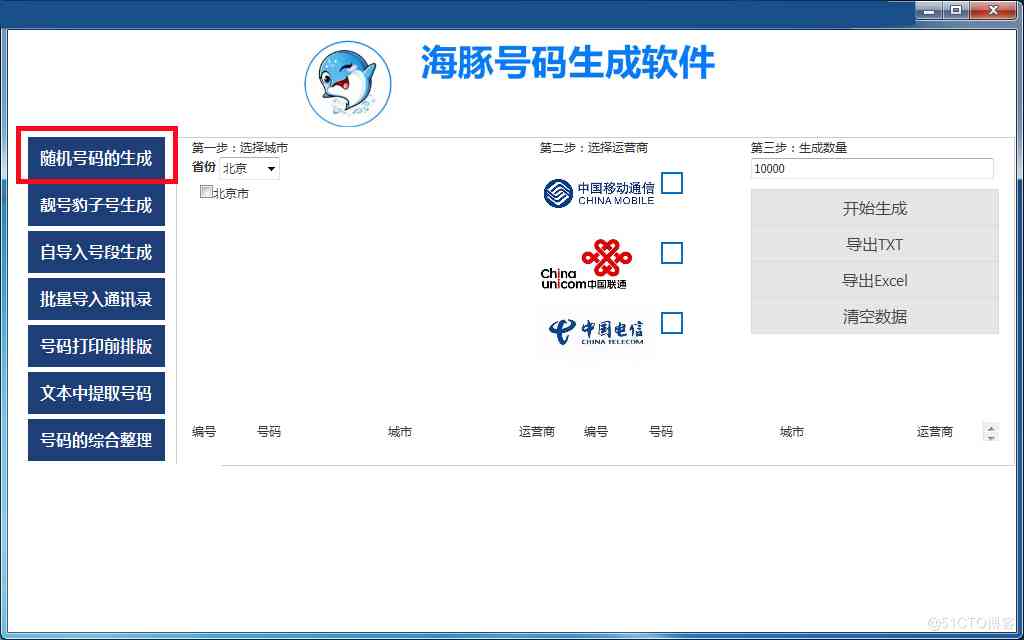 海豚号码生成软件
随机号码的生成
靓号豹子号生成
自导入号段生成
批量导入通讯录
号码打印前排版
文本中提取号码
号码的综合整理
第一步：选择城市
省份 北京
北京市
第二步：选择运营商
中国移动通信
CHINA MOBILE
China
unicom中国联通
中国电信
CHINA TELECOM
第三步：生成数量
10000
开始生成
导出TXT
导出Excel
清空数据
编号 号码 城市 运营商 编号 号码 城市 运营商
@51CTO博客